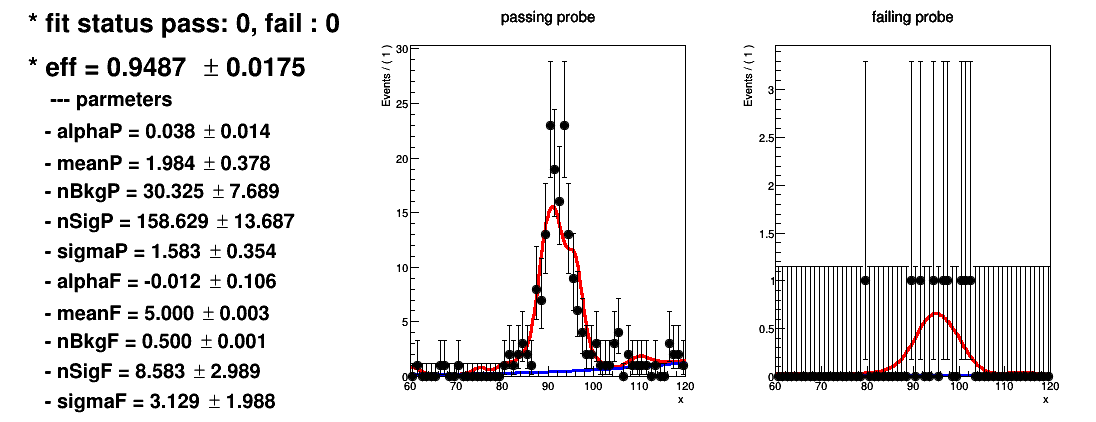 * fit status pass: 0, fail : 0
* eff = 0.9487 ± 0.0175
--- parmeters
- alphaP = 0.038 ± 0.014
- meanP = 1.984 ± 0.378
- nBkgP = 30.325 ± 7.689
- nSigP = 158.629 ± 13.687
- sigmaP = 1.583 ± 0.354
- alphaF = -0.012 ± 0.106
- meanF = 5.000 ± 0.003
- nBkgF = 0.500 ± 0.001
- nSigF = 8.583 ± 2.989
- sigmaF = 3.129 ± 1.988
passing probe
Events / ( 1 )
30
25
20
15
10
5
0
60 70 80 90 100 110 120
x
failing probe
Events / ( 1 )
3.5
3
2.5
2
1.5
1
0.5
0
60 70 80 90 100 110 120
x